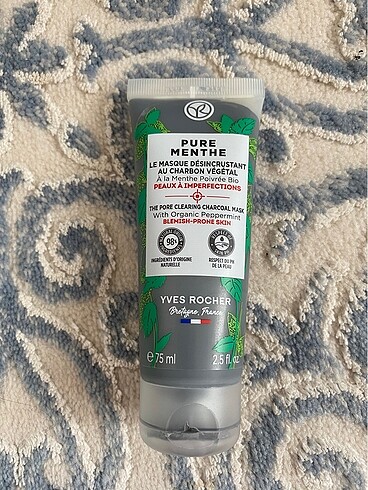 PURE
MENTHE
LE MASQUE DÉSINCRUSTANT
AU CHARBON VÉGÉTAL
À la Menthe Poivrée Bio
PEAUX À IMPERFECTIONS
THE PORE CLEARING CHARCOAL MASK
With Organic Peppermint
BLEMISH-PRONE SKIN
98%
INGRÉDIENTS D'ORIGINE
NATURELLE
RESPECT DU PH
DE LA PEAU
YVES ROCHER
Bretagne, France
e 75 ml
2.5 fl. oz